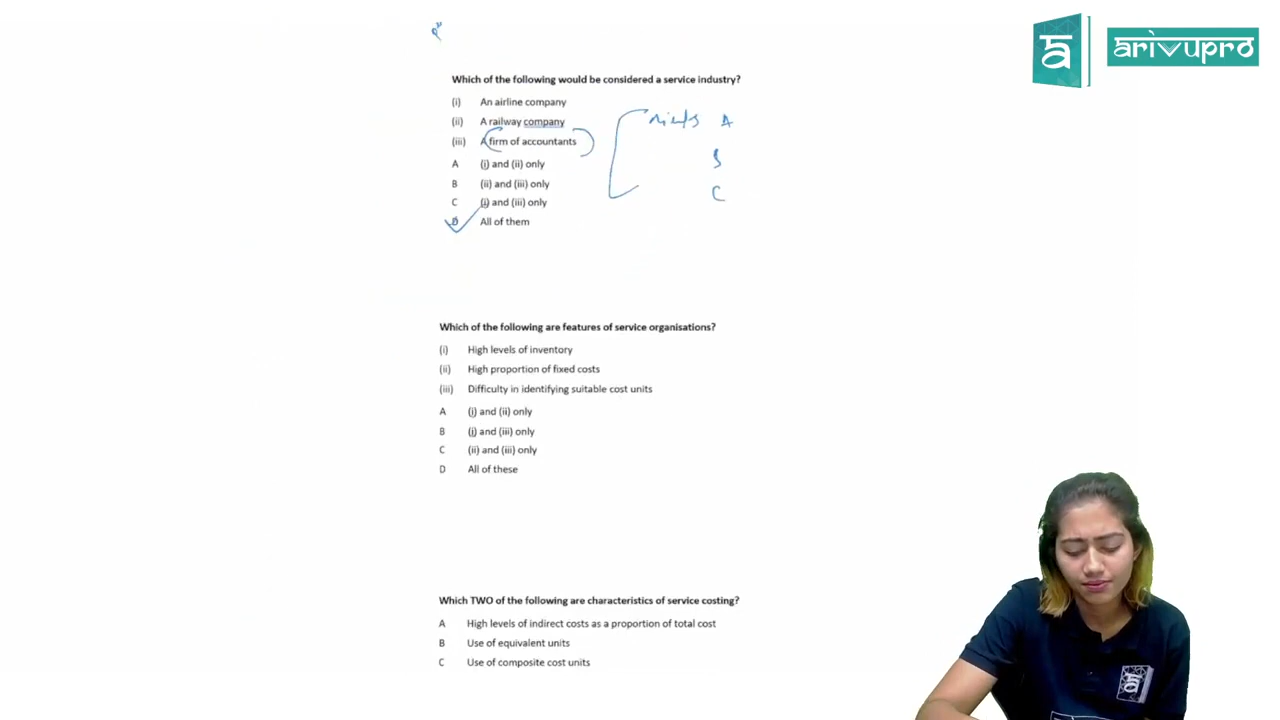 arivupro
Which of the following would be considered a service industry?
(i) An airline company
(ii) A railway company
(iii) A firm of accountants
A (i) and (ii) only
B (ii) and (iii) only
C (i) and (iii) only
D All of them
A
C
Which of the following are features of service organisations?
(i) High levels of inventory
(ii) High proportion of fixed costs
(iii) Difficulty in identifying suitable cost units
A (i) and (ii) only
B (i) and (iii) only
C (ii) and (iii) only
D All of these
Which TWO of the following are characteristics of service costing?
A High levels of indirect costs as a proportion of total cost
B Use of equivalent units
C Use of composite cost units